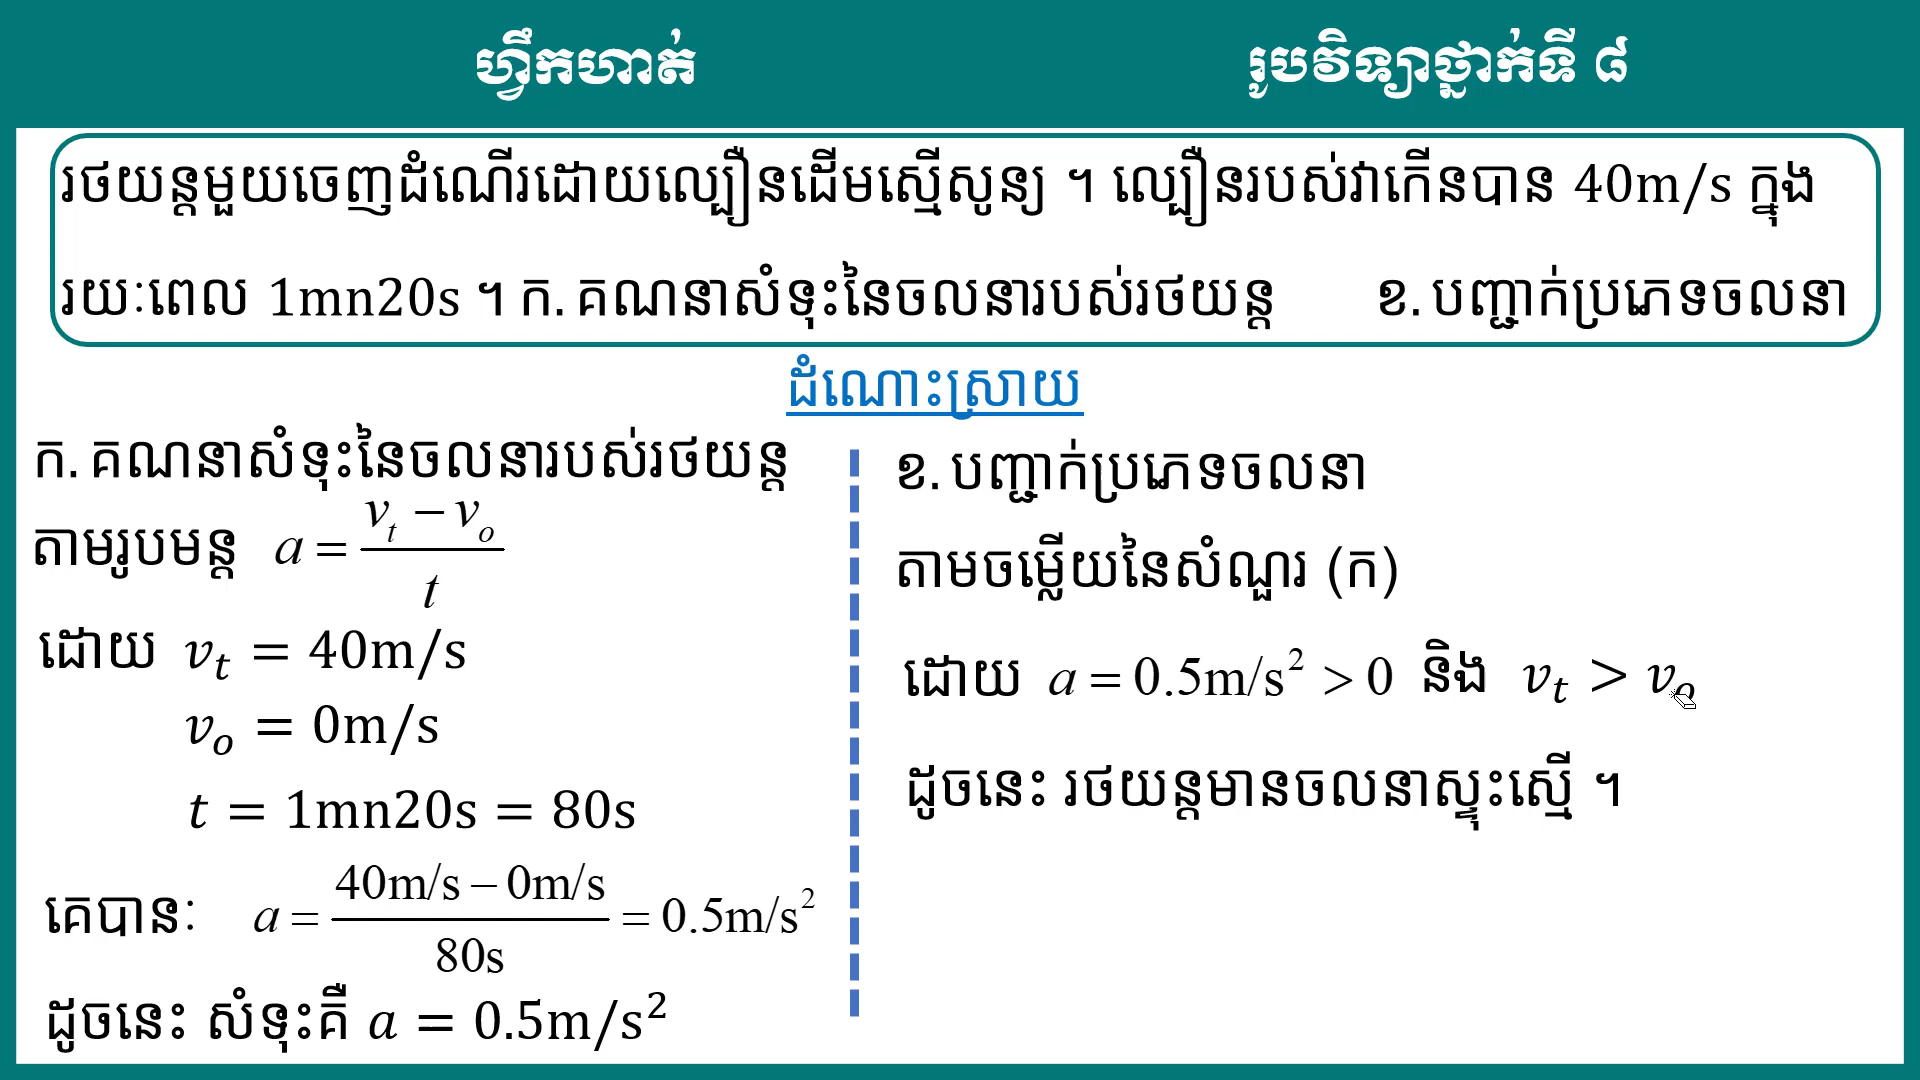 ហ្វឹកហាត់
រូបវិទ្យាថ្នាក់ទី ៨
រថយន្តមួយចេញដំណើរដោយល្បឿនដើមស្មើសូន្យ ។ ល្បឿនរបស់វាកើនបាន 40m/s ក្នុង
រយៈពេល 1mn20s ។ ក. គណនាសំទុះនៃចលនារបស់រថយន្ត ខ. បញ្ជាក់ប្រភេទចលនា
ដំណោះស្រាយ
ក. គណនាសំទុះនៃចលនារបស់រថយន្ត
តាមរូបមន្ត a = (v_t − v_o) / t
ដោយ v_t = 40m/s
v_o = 0m/s
t = 1mn20s = 80s
គេបានៈ a = (40m/s − 0m/s) / 80s = 0.5m/s²
ដូចនេះ សំទុះគឺ a = 0.5m/s²
ខ. បញ្ជាក់ប្រភេទចលនា
តាមចម្លើយនៃសំណួរ (ក)
ដោយ a = 0.5m/s² > 0 និង v_t > v_o
ដូចនេះ រថយន្តមានចលនាស្ទុះស្មើ ។